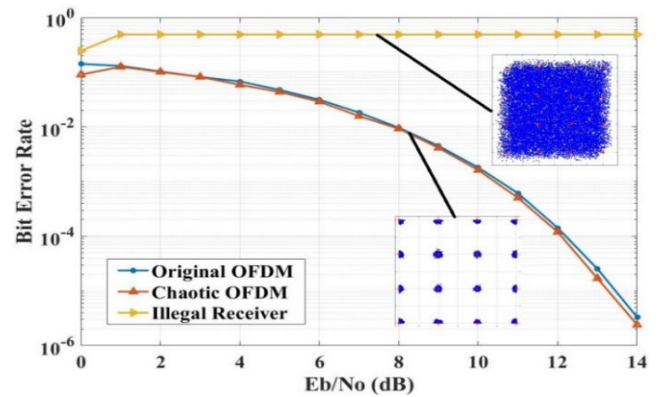 10^0
10^-2
10^-4
10^-6
Bit Error Rate
Original OFDM
Chaotic OFDM
Illegal Receiver
0 2 4 6 8 10 12 14
Eb/No (dB)